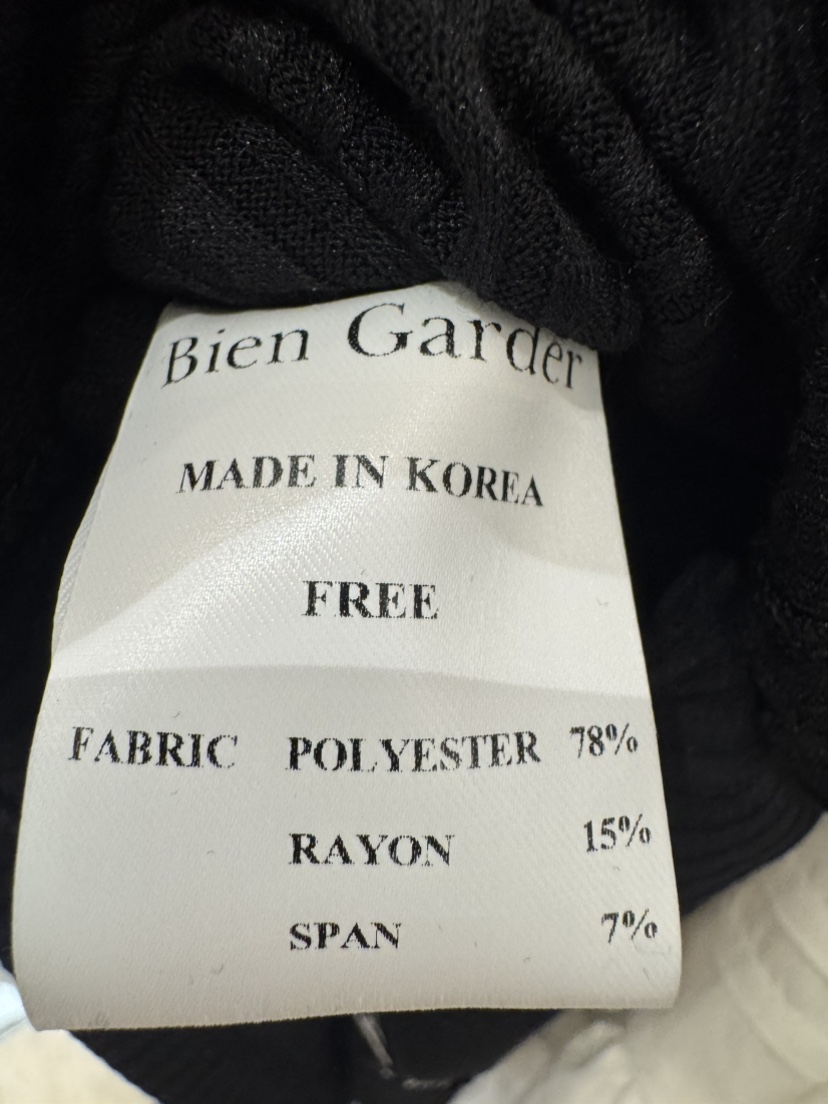 Bien Garder
MADE IN KOREA
FREE
FABRIC POLYESTER 78%
RAYON 15%
SPAN 7%